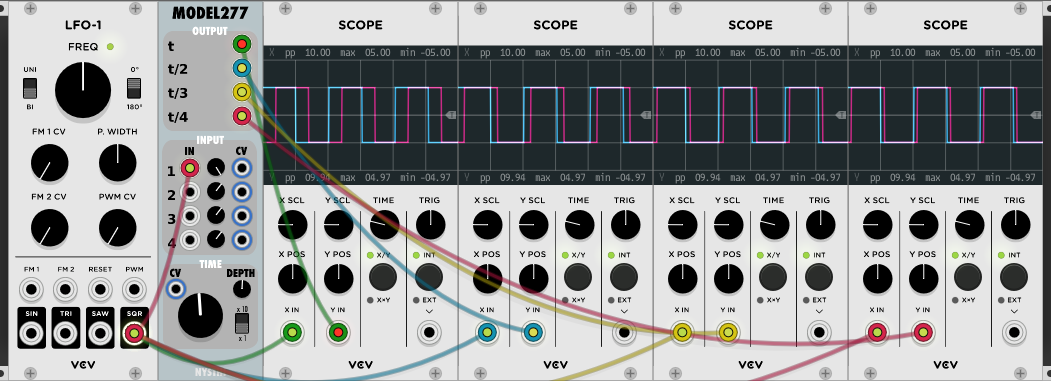 LFO-1
FREQ
UNI
0°
BI
180°
FM 1 CV
P. WIDTH
FM 2 CV
PWM CV
FM 1 FM 2 RESET PWM
SIN TRI SAW SQR
VCV
MODEL277
OUTPUT
t
t/2
t/3
t/4
INPUT
IN CV
1
2
3
4
TIME
CV
DEPTH
x 10
x 1
SCOPE
X pp 10.00 max 05.00 min -05.00
Y pp 09.94 max 04.97 min -04.97
X SCL Y SCL TIME TRIG
X POS Y POS X/Y INT
X×Y EXT
X IN Y IN
VCV
SCOPE
pp 10.00 max 05.00 min -05.00
pp 09.94 max 04.97 min -04.97
X SCL Y SCL TIME TRIG
X POS Y POS X/Y INT
X×Y EXT
X IN Y IN
VCV
SCOPE
X pp 10.00 max 05.00 min -05.00
Y pp 09.94 max 04.97 min -04.97
X SCL Y SCL TIME TRIG
X POS Y POS X/Y INT
X×Y EXT
X IN Y IN
VCV
SCOPE
X pp 10.00 max 05.00 min -05.00
Y pp 09.94 max 04.97 min -04.97
X SCL Y SCL TIME TRIG
X POS Y POS X/Y INT
X×Y EXT
X IN Y IN
VCV